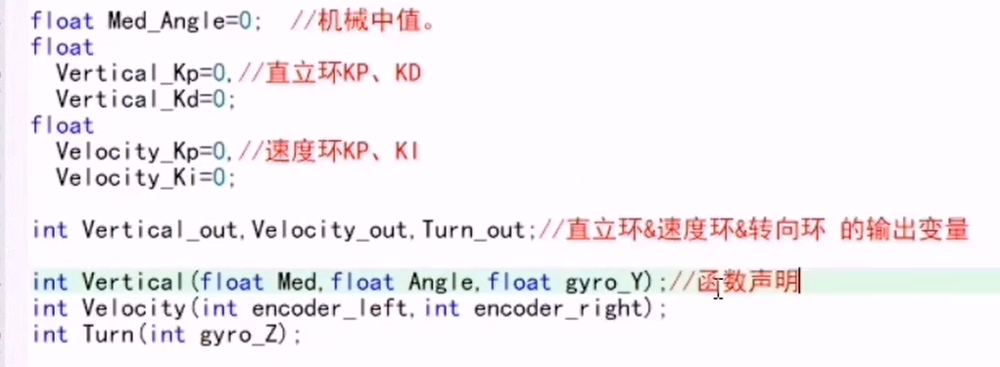 float Med_Angle=0;  //机械中值。
float
  Vertical_Kp=0,//直立环KP、KD
  Vertical_Kd=0;
float
  Velocity_Kp=0,//速度环KP、KI
  Velocity_Ki=0;
int Vertical_out,Velocity_out,Turn_out;//直立环&速度环&转向环 的输出变量
int Vertical(float Med,float Angle,float gyro_Y);//函数声明
int Velocity(int encoder_left,int encoder_right);
int Turn(int gyro_Z);